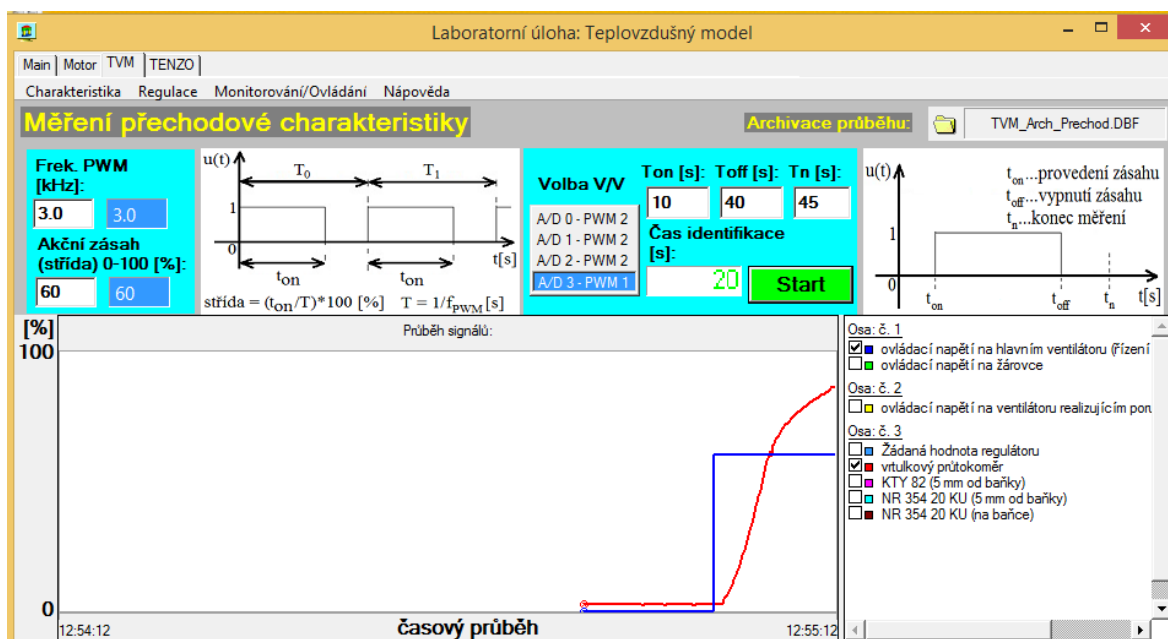 Laboratorní úloha: Teplovzdušný model
Main Motor TVM TENZO
Charakteristika Regulace Monitorování/Ovládání Nápověda
Měření přechodové charakteristiky
Archivace průběhu:
TVM_Arch_Prechod.DBF
Frek. PWM
[kHz]:
3.0 3.0
Akční zásah
(střída) 0-100 [%]:
60 60
u(t)
T0 T1
1
0
ton ton t[s]
střída = (ton/T)*100 [%] T = 1/fPWM [s]
Volba V/V
A/D 0 - PWM 2
A/D 1 - PWM 2
A/D 2 - PWM 2
A/D 3 - PWM 1
Ton [s]: Toff [s]: Tn [s]:
10 40 45
Čas identifikace
[s]:
20 Start
u(t)
ton...provedení zásahu
toff...vypnutí zásahu
tn...konec měření
1
0
ton toff tn t[s]
[%] Průběh signálů:
100
0
12:54:12 časový průběh 12:55:12
Osa: č. 1
ovládací napětí na hlavním ventilátoru (řízení
ovládací napětí na žárovce
Osa: č. 2
ovládací napětí na ventilátoru realizujícím poru
Osa: č. 3
Žádaná hodnota regulátoru
vrtulkový průtokoměr
KTY 82 (5 mm od baňky)
NR 354 20 KU (5 mm od baňky)
NR 354 20 KU (na baňce)